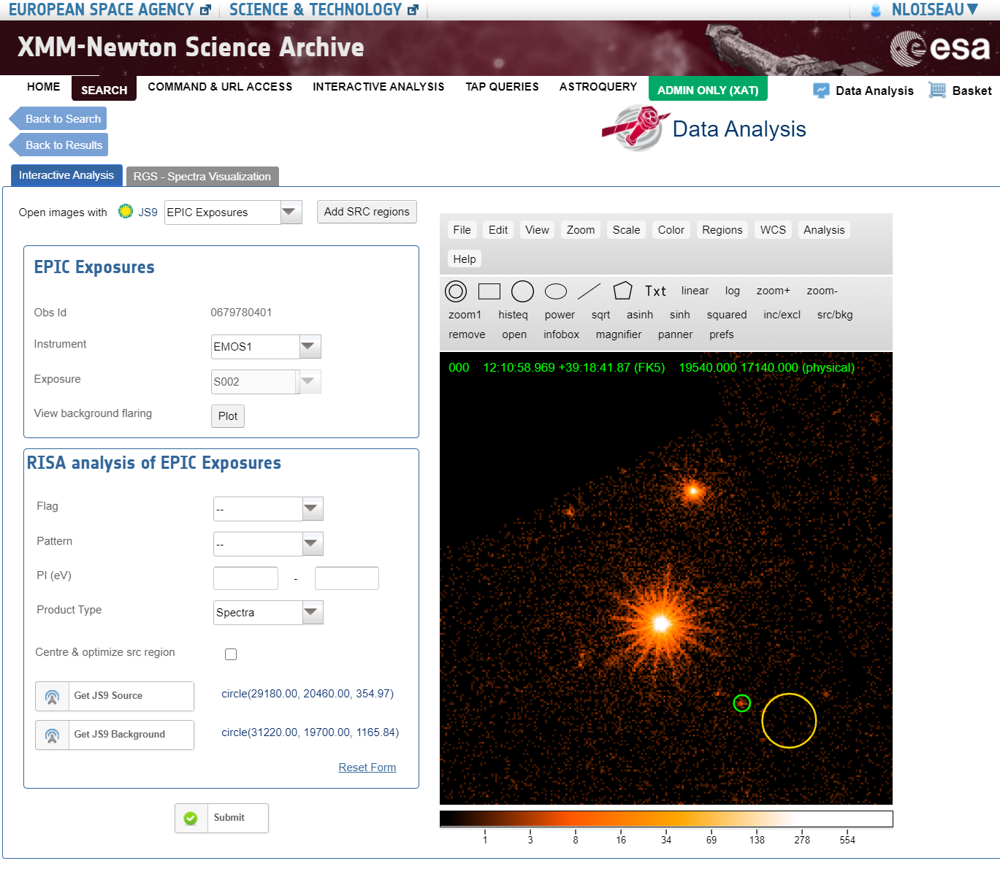 EUROPEAN SPACE AGENCY SCIENCE & TECHNOLOGY NLOISEAU
XMM-Newton Science Archive esa
HOME SEARCH COMMAND & URL ACCESS INTERACTIVE ANALYSIS TAP QUERIES ASTROQUERY ADMIN ONLY (XAT) Data Analysis Basket
Back to Search
Data Analysis
Back to Results
Interactive Analysis RGS - Spectra Visualization
Open images with JS9 EPIC Exposures Add SRC regions
EPIC Exposures
Obs Id 0679780401
Instrument EMOS1
Exposure S002
View background flaring Plot
RISA analysis of EPIC Exposures
Flag --
Pattern --
PI (eV) -
Product Type Spectra
Centre & optimize src region
Get JS9 Source circle(29180.00, 20460.00, 354.97)
Get JS9 Background circle(31220.00, 19700.00, 1165.84)
Reset Form
Submit
File Edit View Zoom Scale Color Regions WCS Analysis
Help
Txt linear log zoom+ zoom-
zoom1 histeq power sqrt asinh sinh squared inc/excl src/bkg
remove open infobox magnifier panner prefs
000 12:10:58.969 +39:18:41.87 (FK5) 19540.000 17140.000 (physical)
1 3 8 16 34 69 138 278 554